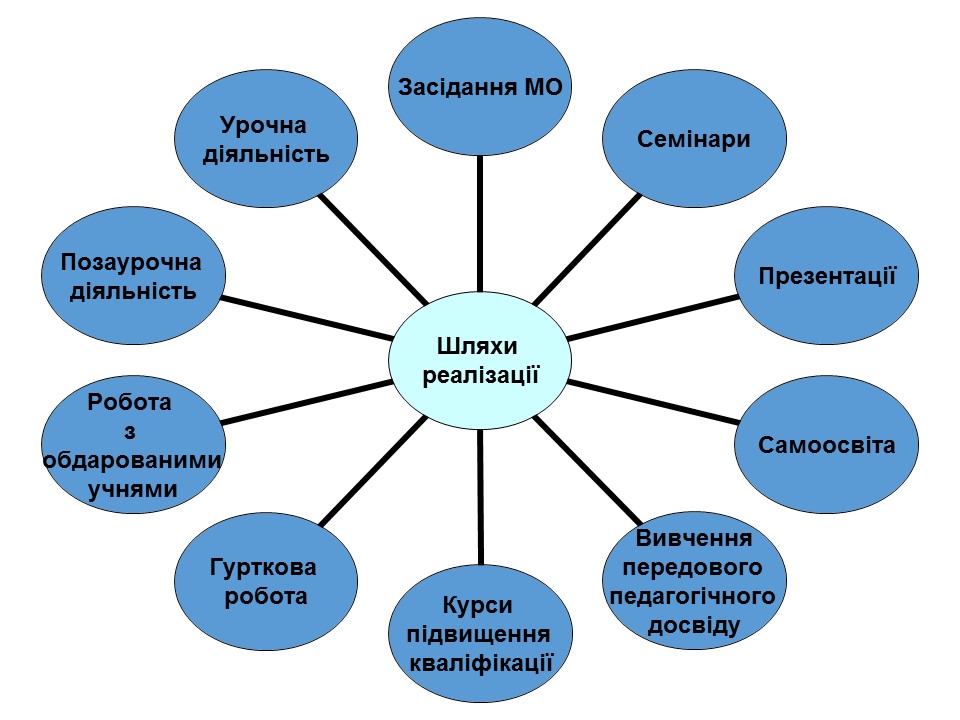 Засідання МО
Урочна
діяльність
Семінари
Позаурочна
діяльність
Презентації
Шляхи
реалізації
Робота
з
обдарованими
учнями
Самоосвіта
Гурткова
робота
Вивчення
передового
педагогічного
досвіду
Курси
підвищення
кваліфікації